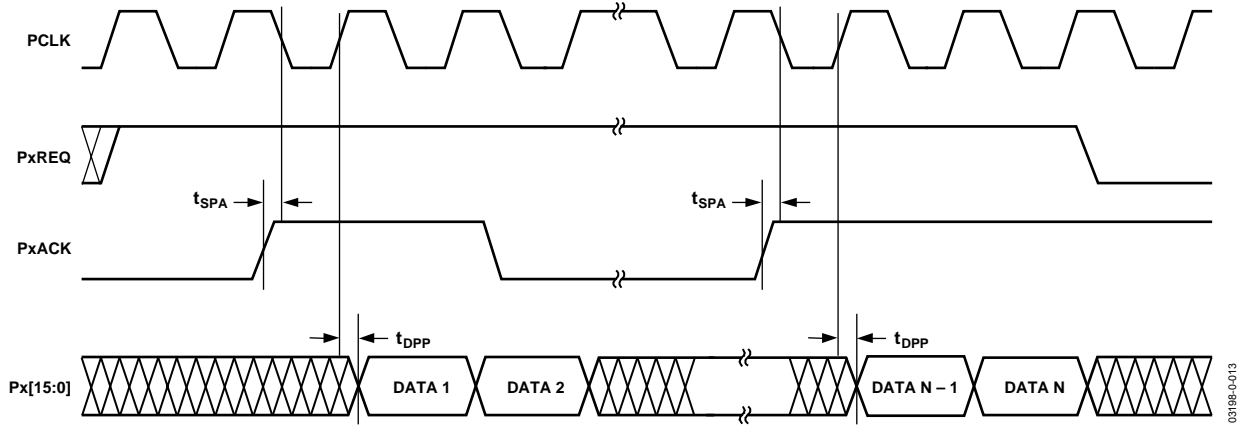 PCLK
PxREQ
tSPA
tSPA
PxACK
tDPP
tDPP
Px[15:0]
DATA 1
DATA 2
DATA N – 1
DATA N
03198-0-013